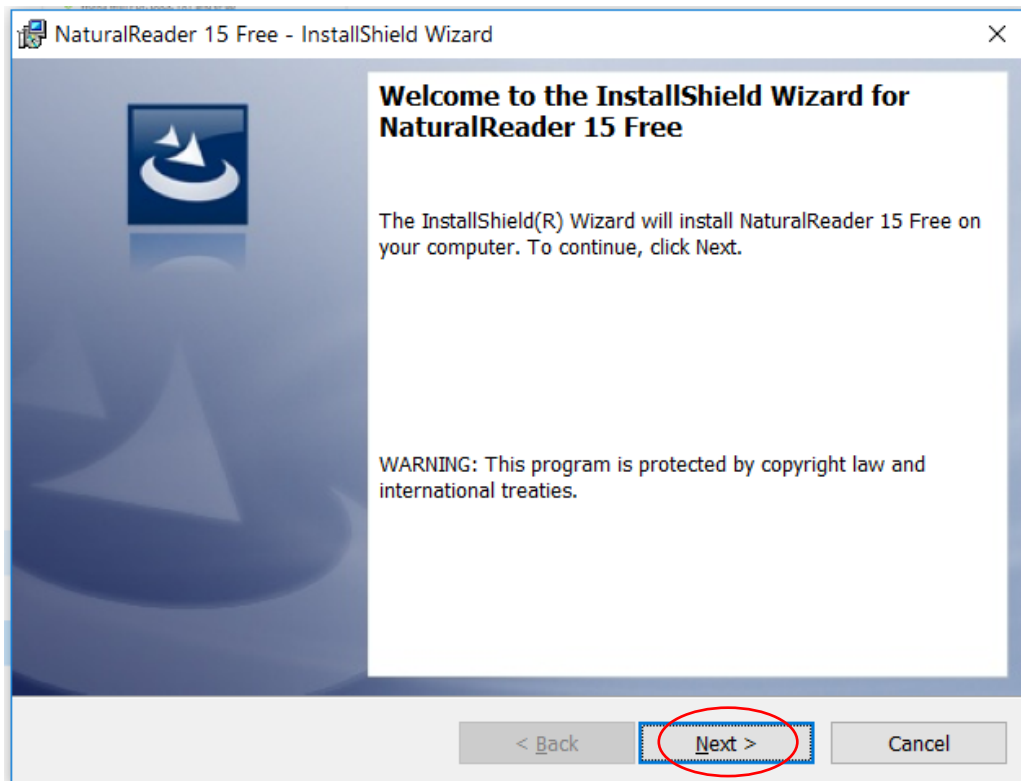 NaturalReader 15 Free - InstallShield Wizard
Welcome to the InstallShield Wizard for
NaturalReader 15 Free
The InstallShield(R) Wizard will install NaturalReader 15 Free on
your computer. To continue, click Next.
WARNING: This program is protected by copyright law and
international treaties.
< Back
Next >
Cancel